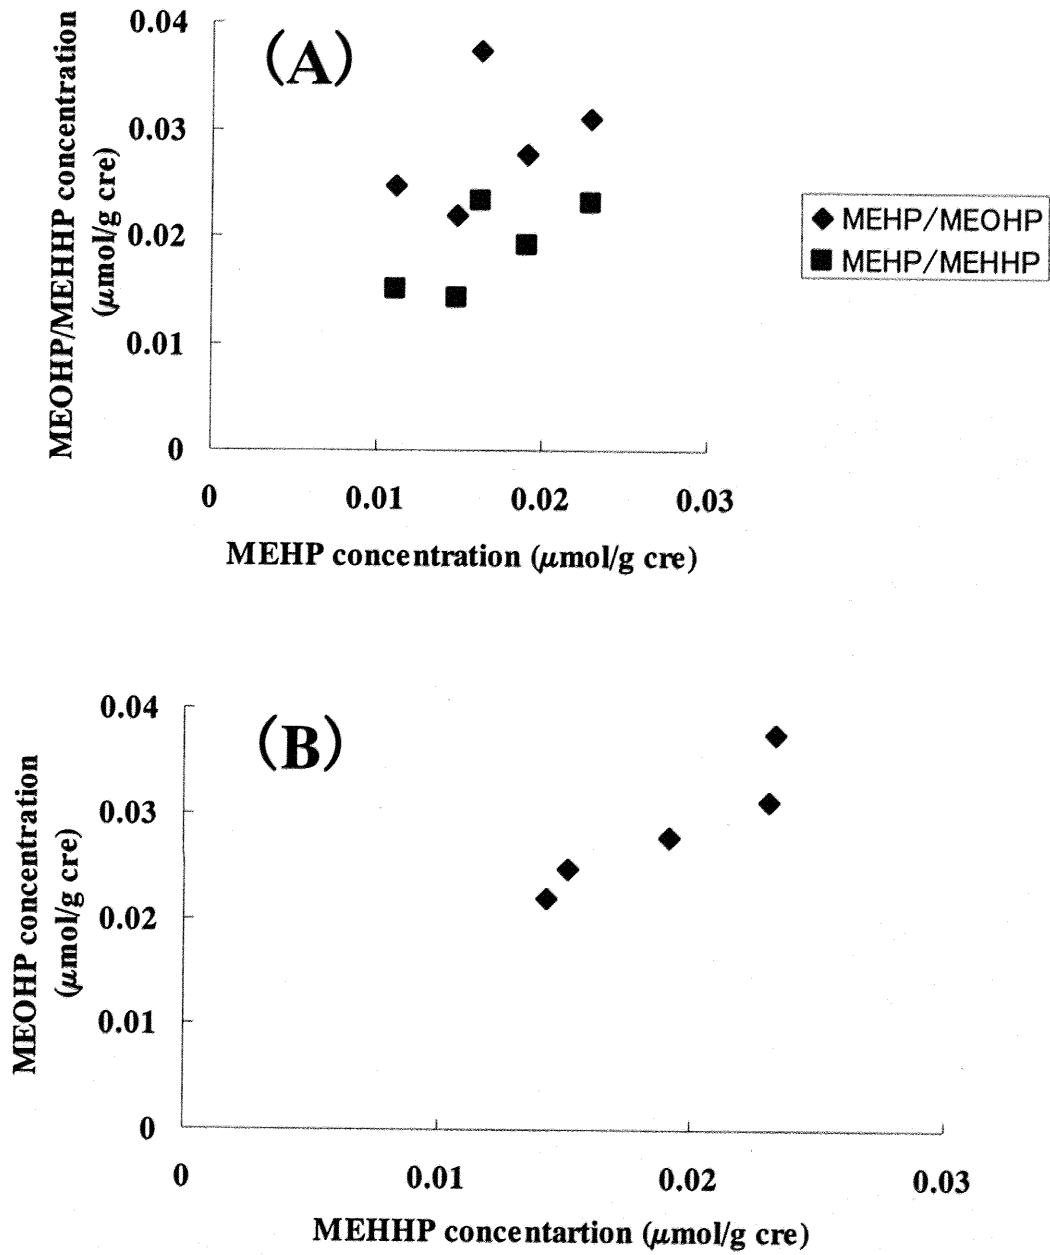 (A)
MEOHP/MEHHP concentration
(μmol/g cre)
0.04
0.03
0.02
0.01
0
0 0.01 0.02 0.03
MEHP concentration (μmol/g cre)
MEHP/MEOHP
MEHP/MEHHP
(B)
MEOHP concentration
(μmol/g cre)
0.04
0.03
0.02
0.01
0
0 0.01 0.02 0.03
MEHHP concentartion (μmol/g cre)